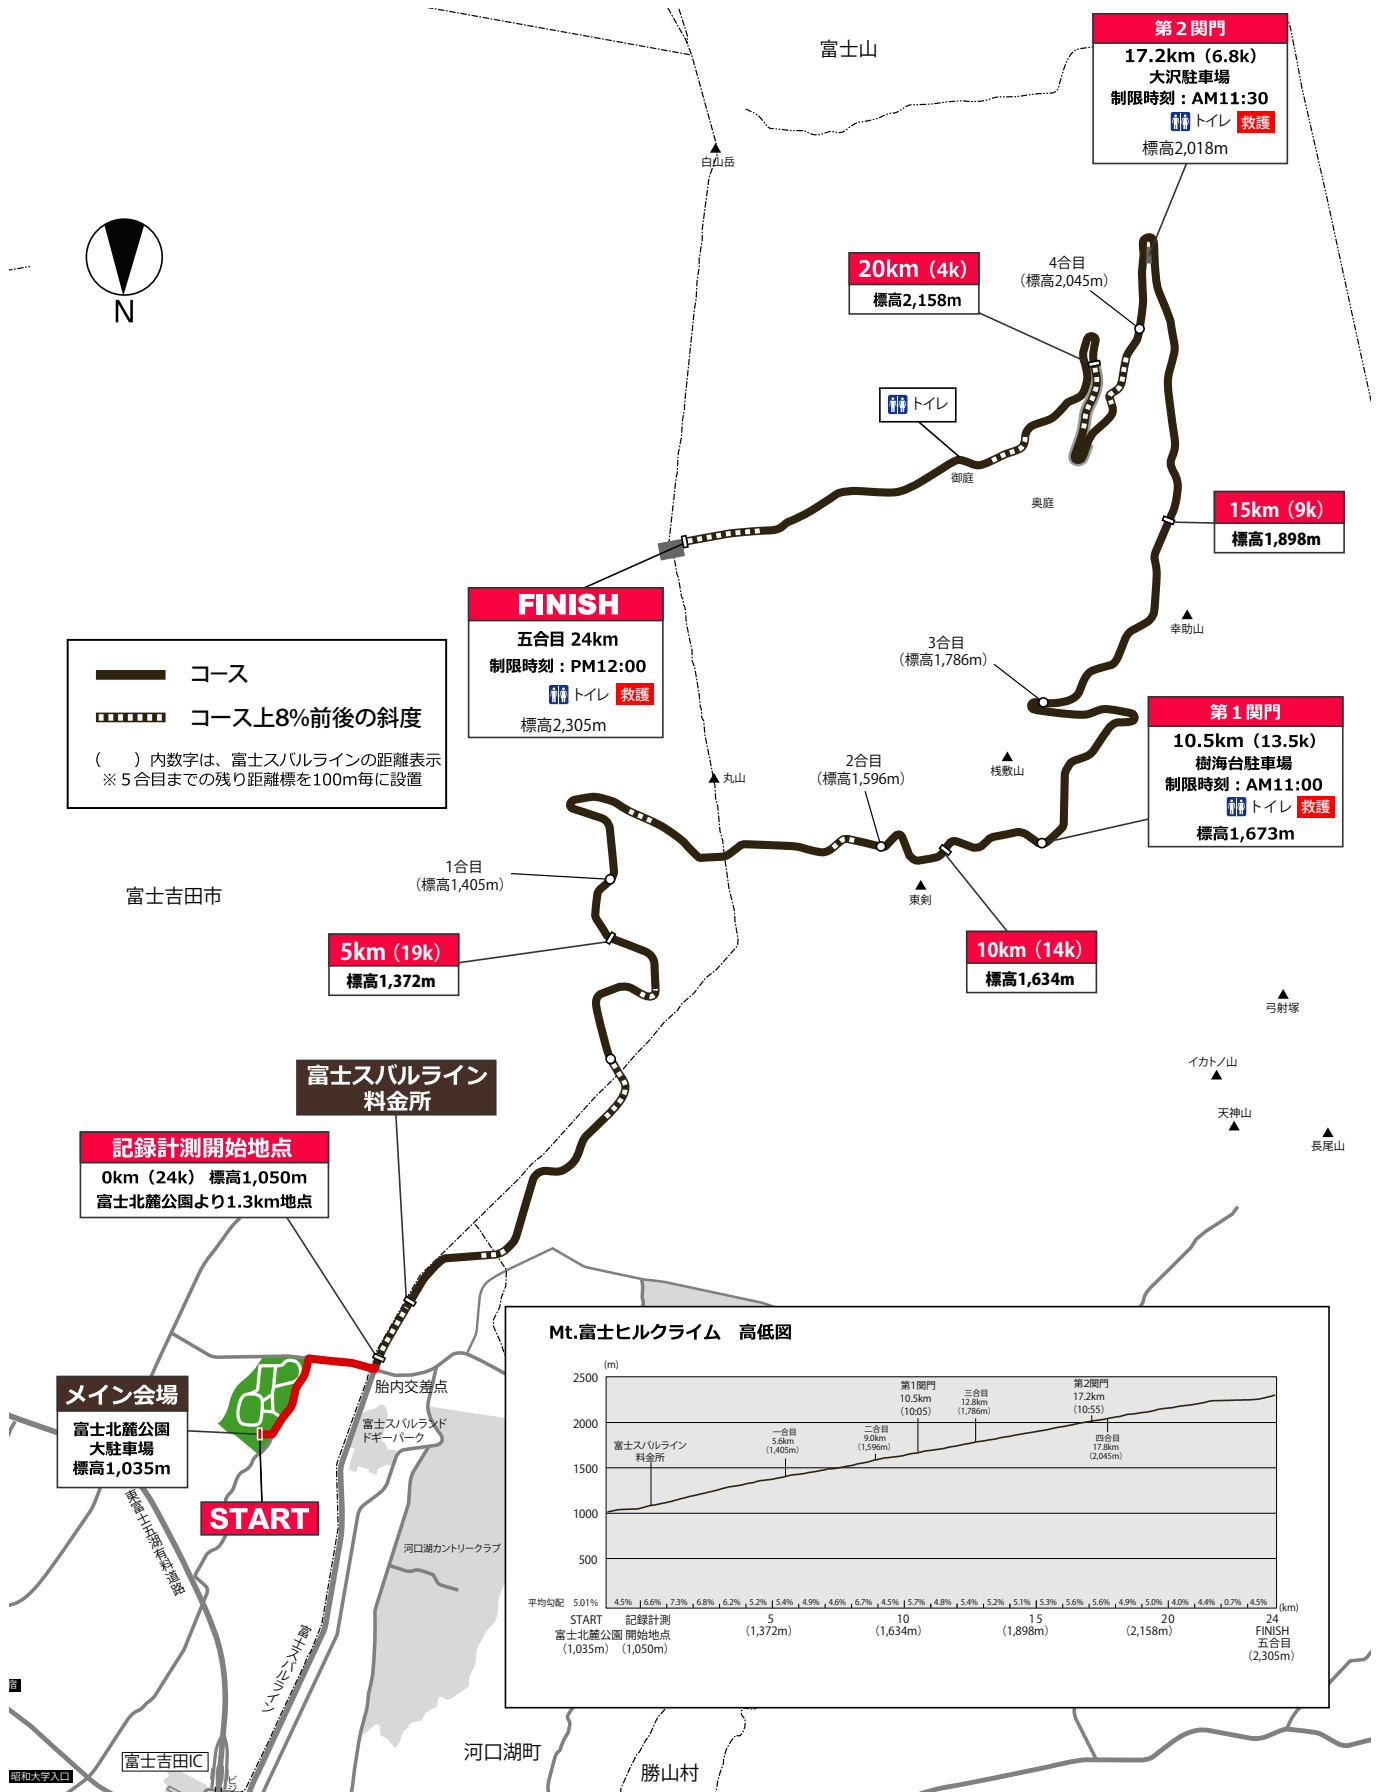 富士山
第２関門
17.2km（6.8k）
大沢駐車場
制限時刻：AM11:30
トイレ 救護
標高2,018m
白山岳
N
20km（4k）
標高2,158m
4合目
（標高2,045m）
トイレ
御庭
奥庭
15km（9k）
標高1,898m
幸助山
FINISH
五合目 24km
制限時刻：PM12:00
トイレ 救護
標高2,305m
3合目
（標高1,786m）
コース
コース上8%前後の斜度
（　　）内数字は、富士スバルラインの距離表示
※５合目までの残り距離標を100m毎に設置
第１関門
10.5km（13.5k）
樹海台駐車場
制限時刻：AM11:00
トイレ 救護
標高1,673m
丸山
2合目
（標高1,596m）
桟敷山
1合目
（標高1,405m）
富士吉田市
東剣
5km（19k）
標高1,372m
10km（14k）
標高1,634m
弓射塚
イカトノ山
天神山
長尾山
富士スバルライン
料金所
記録計測開始地点
0km（24k） 標高1,050m
富士北麓公園より1.3km地点
メイン会場
富士北麓公園
大駐車場
標高1,035m
START
胎内交差点
富士スバルランド
ドギーパーク
河口湖カントリークラブ
東富士五湖有料道路
富士スバルライン
富士吉田IC
昭和大学入口
河口湖町
勝山村
Mt.富士ヒルクライム　高低図
(m)
2500
2000
1500
1000
500
富士スバルライン
料金所
一合目
5.6km
(1,405m)
二合目
9.0km
(1,596m)
第1関門
10.5km
(10:05)
三合目
12.8km
(1,786m)
第2関門
17.2km
(10:55)
四合目
17.8km
(2,045m)
平均勾配 5.01% 4.5% 6.6% 7.3% 6.8% 6.2% 5.2% 5.4% 4.9% 4.6% 6.7% 4.5% 5.7% 4.8% 5.4% 5.2% 5.1% 5.3% 5.6% 5.6% 4.9% 5.0% 4.0% 4.4% 0.7% 4.5% (km)
START
富士北麓公園
（1,035m）
記録計測
開始地点
（1,050m）
5
（1,372m）
10
（1,634m）
15
（1,898m）
20
（2,158m）
24
FINISH
五合目
（2,305m）